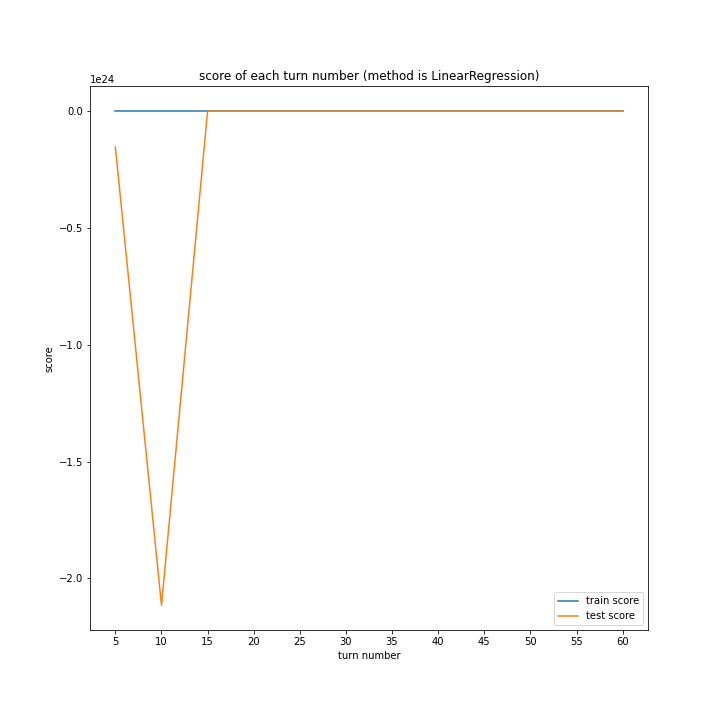 score of each turn number (method is LinearRegression)
1e24
0.0
−0.5
−1.0
−1.5
−2.0
score
5 10 15 20 25 30 35 40 45 50 55 60
turn number
train score
test score